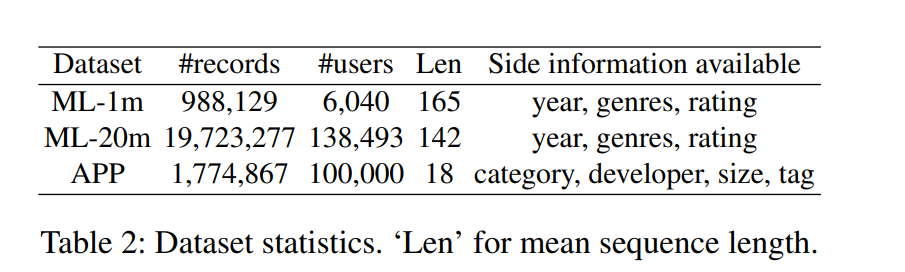 Dataset #records #users Len Side information available
ML-1m 988,129 6,040 165 year, genres, rating
ML-20m 19,723,277 138,493 142 year, genres, rating
APP 1,774,867 100,000 18 category, developer, size, tag
Table 2: Dataset statistics. ‘Len’ for mean sequence length.